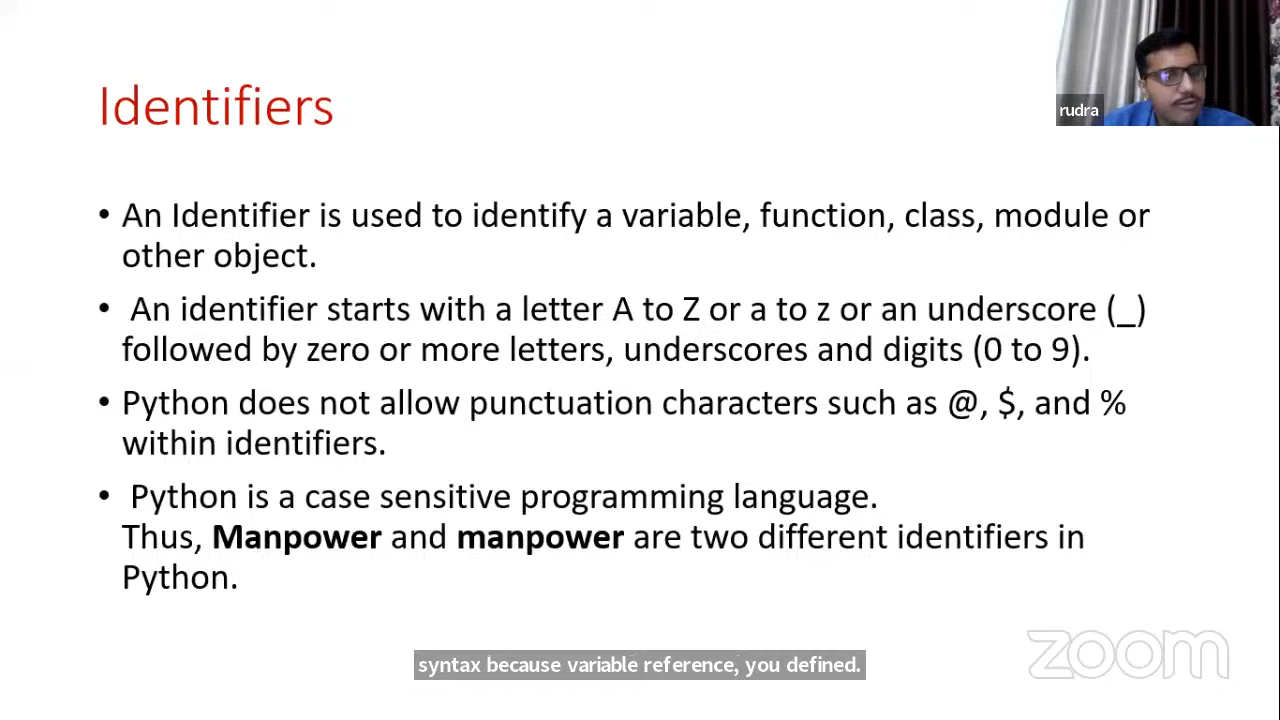 rudra
Identifiers
• An Identifier is used to identify a variable, function, class, module or
other object.
• An identifier starts with a letter A to Z or a to z or an underscore (_)
followed by zero or more letters, underscores and digits (0 to 9).
• Python does not allow punctuation characters such as @, $, and %
within identifiers.
• Python is a case sensitive programming language.
Thus, Manpower and manpower are two different identifiers in
Python.
syntax because variable reference, you defined.
zoom